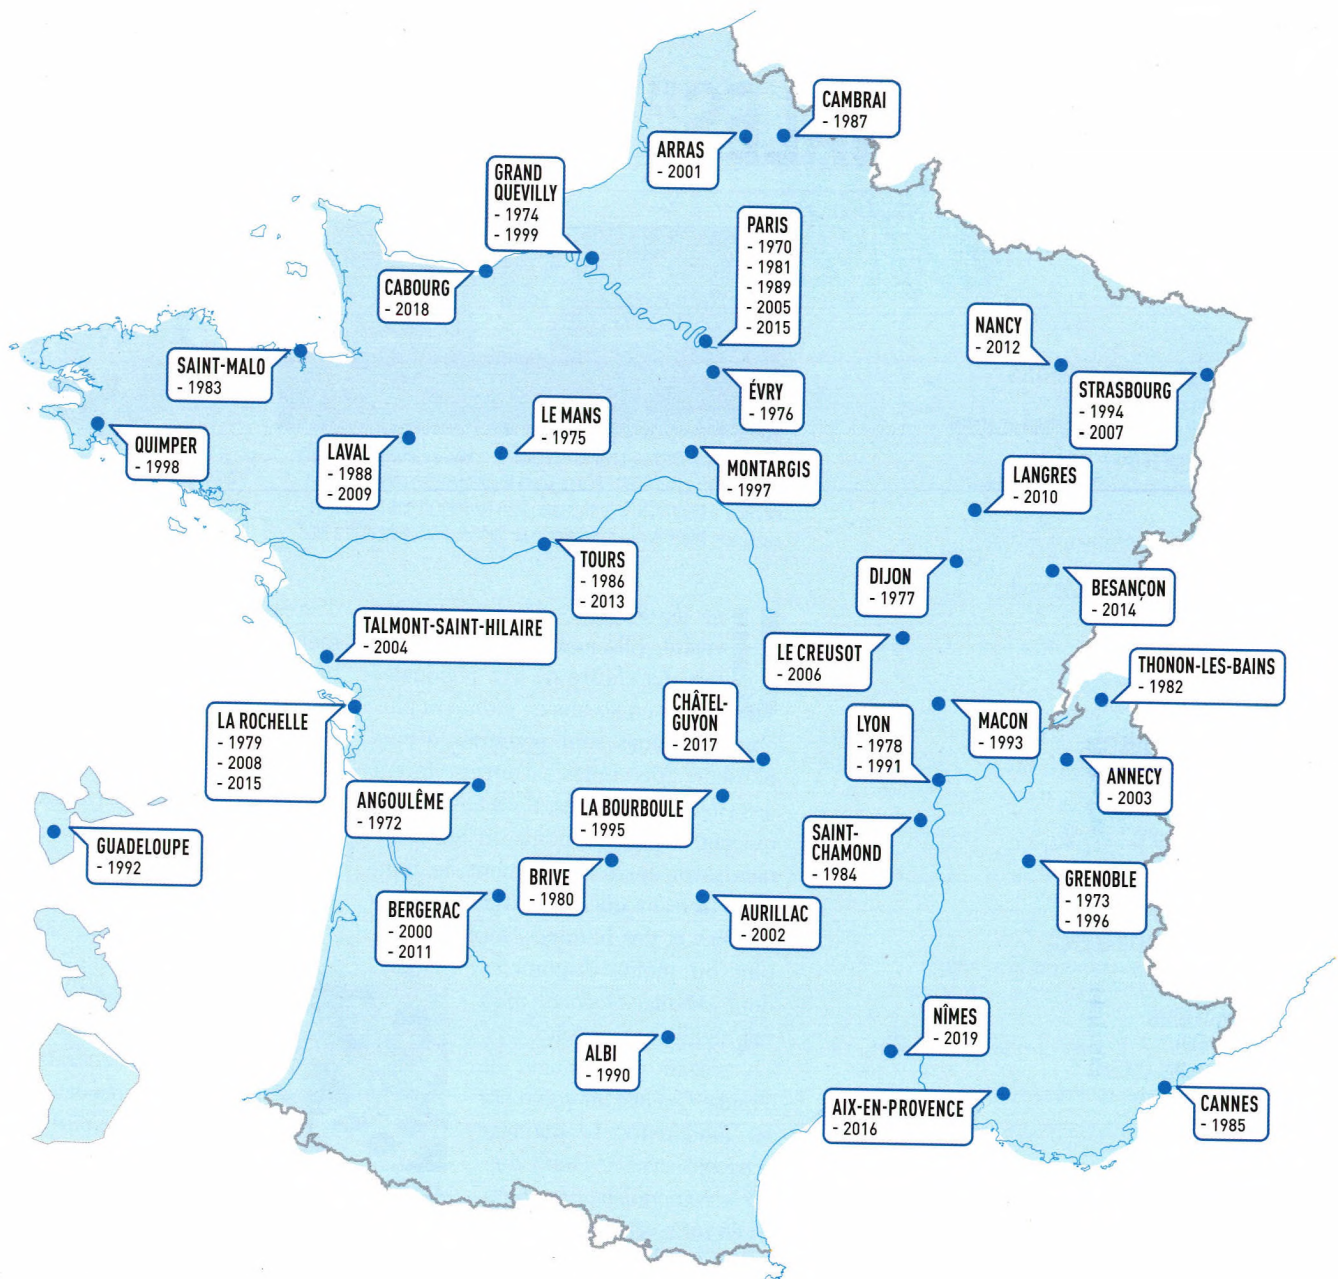 CAMBRAI
- 1987
ARRAS
- 2001
GRAND
QUEVILLY
- 1974
- 1999
PARIS
- 1970
- 1981
- 1989
- 2005
- 2015
CABOURG
- 2018
NANCY
- 2012
SAINT-MALO
- 1983
ÉVRY
- 1976
STRASBOURG
- 1994
- 2007
QUIMPER
- 1998
LAVAL
- 1988
- 2009
LE MANS
- 1975
MONTARGIS
- 1997
LANGRES
- 2010
TOURS
- 1986
- 2013
DIJON
- 1977
BESANÇON
- 2014
TALMONT-SAINT-HILAIRE
- 2004
LE CREUSOT
- 2006
THONON-LES-BAINS
- 1982
LA ROCHELLE
- 1979
- 2008
- 2015
CHÂTEL-
GUYON
- 2017
LYON
- 1978
- 1991
MACON
- 1993
ANNECY
- 2003
ANGOULÊME
- 1972
LA BOURBOULE
- 1995
SAINT-
CHAMOND
- 1984
GUADELOUPE
- 1992
BRIVE
- 1980
GRENOBLE
- 1973
- 1996
BERGERAC
- 2000
- 2011
AURILLAC
- 2002
NÎMES
- 2019
ALBI
- 1990
AIX-EN-PROVENCE
- 2016
CANNES
- 1985